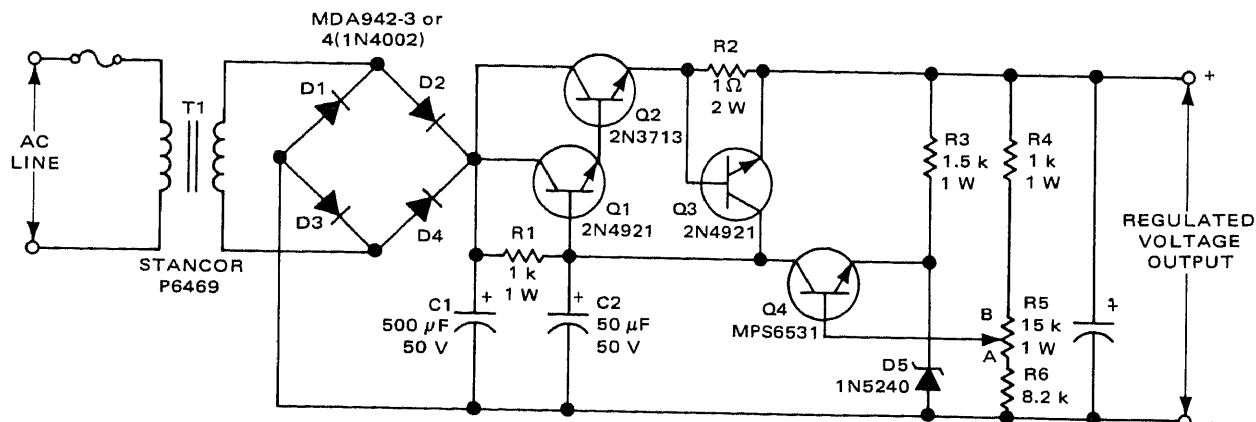 MDA942-3 or
4(1N4002)
AC
LINE
T1
D1
D2
D3
D4
STANCOR
P6469
Q2
2N3713
Q1
2N4921
R1
1 k
1 W
C1
500 μF
50 V
+
C2
50 μF
50 V
+
R2
1 Ω
2 W
Q3
2N4921
Q4
MPS6531
R3
1.5 k
1 W
R4
1 k
1 W
B
A
R5
15 k
1 W
R6
8.2 k
D5
1N5240
+
+
REGULATED
VOLTAGE
OUTPUT
-